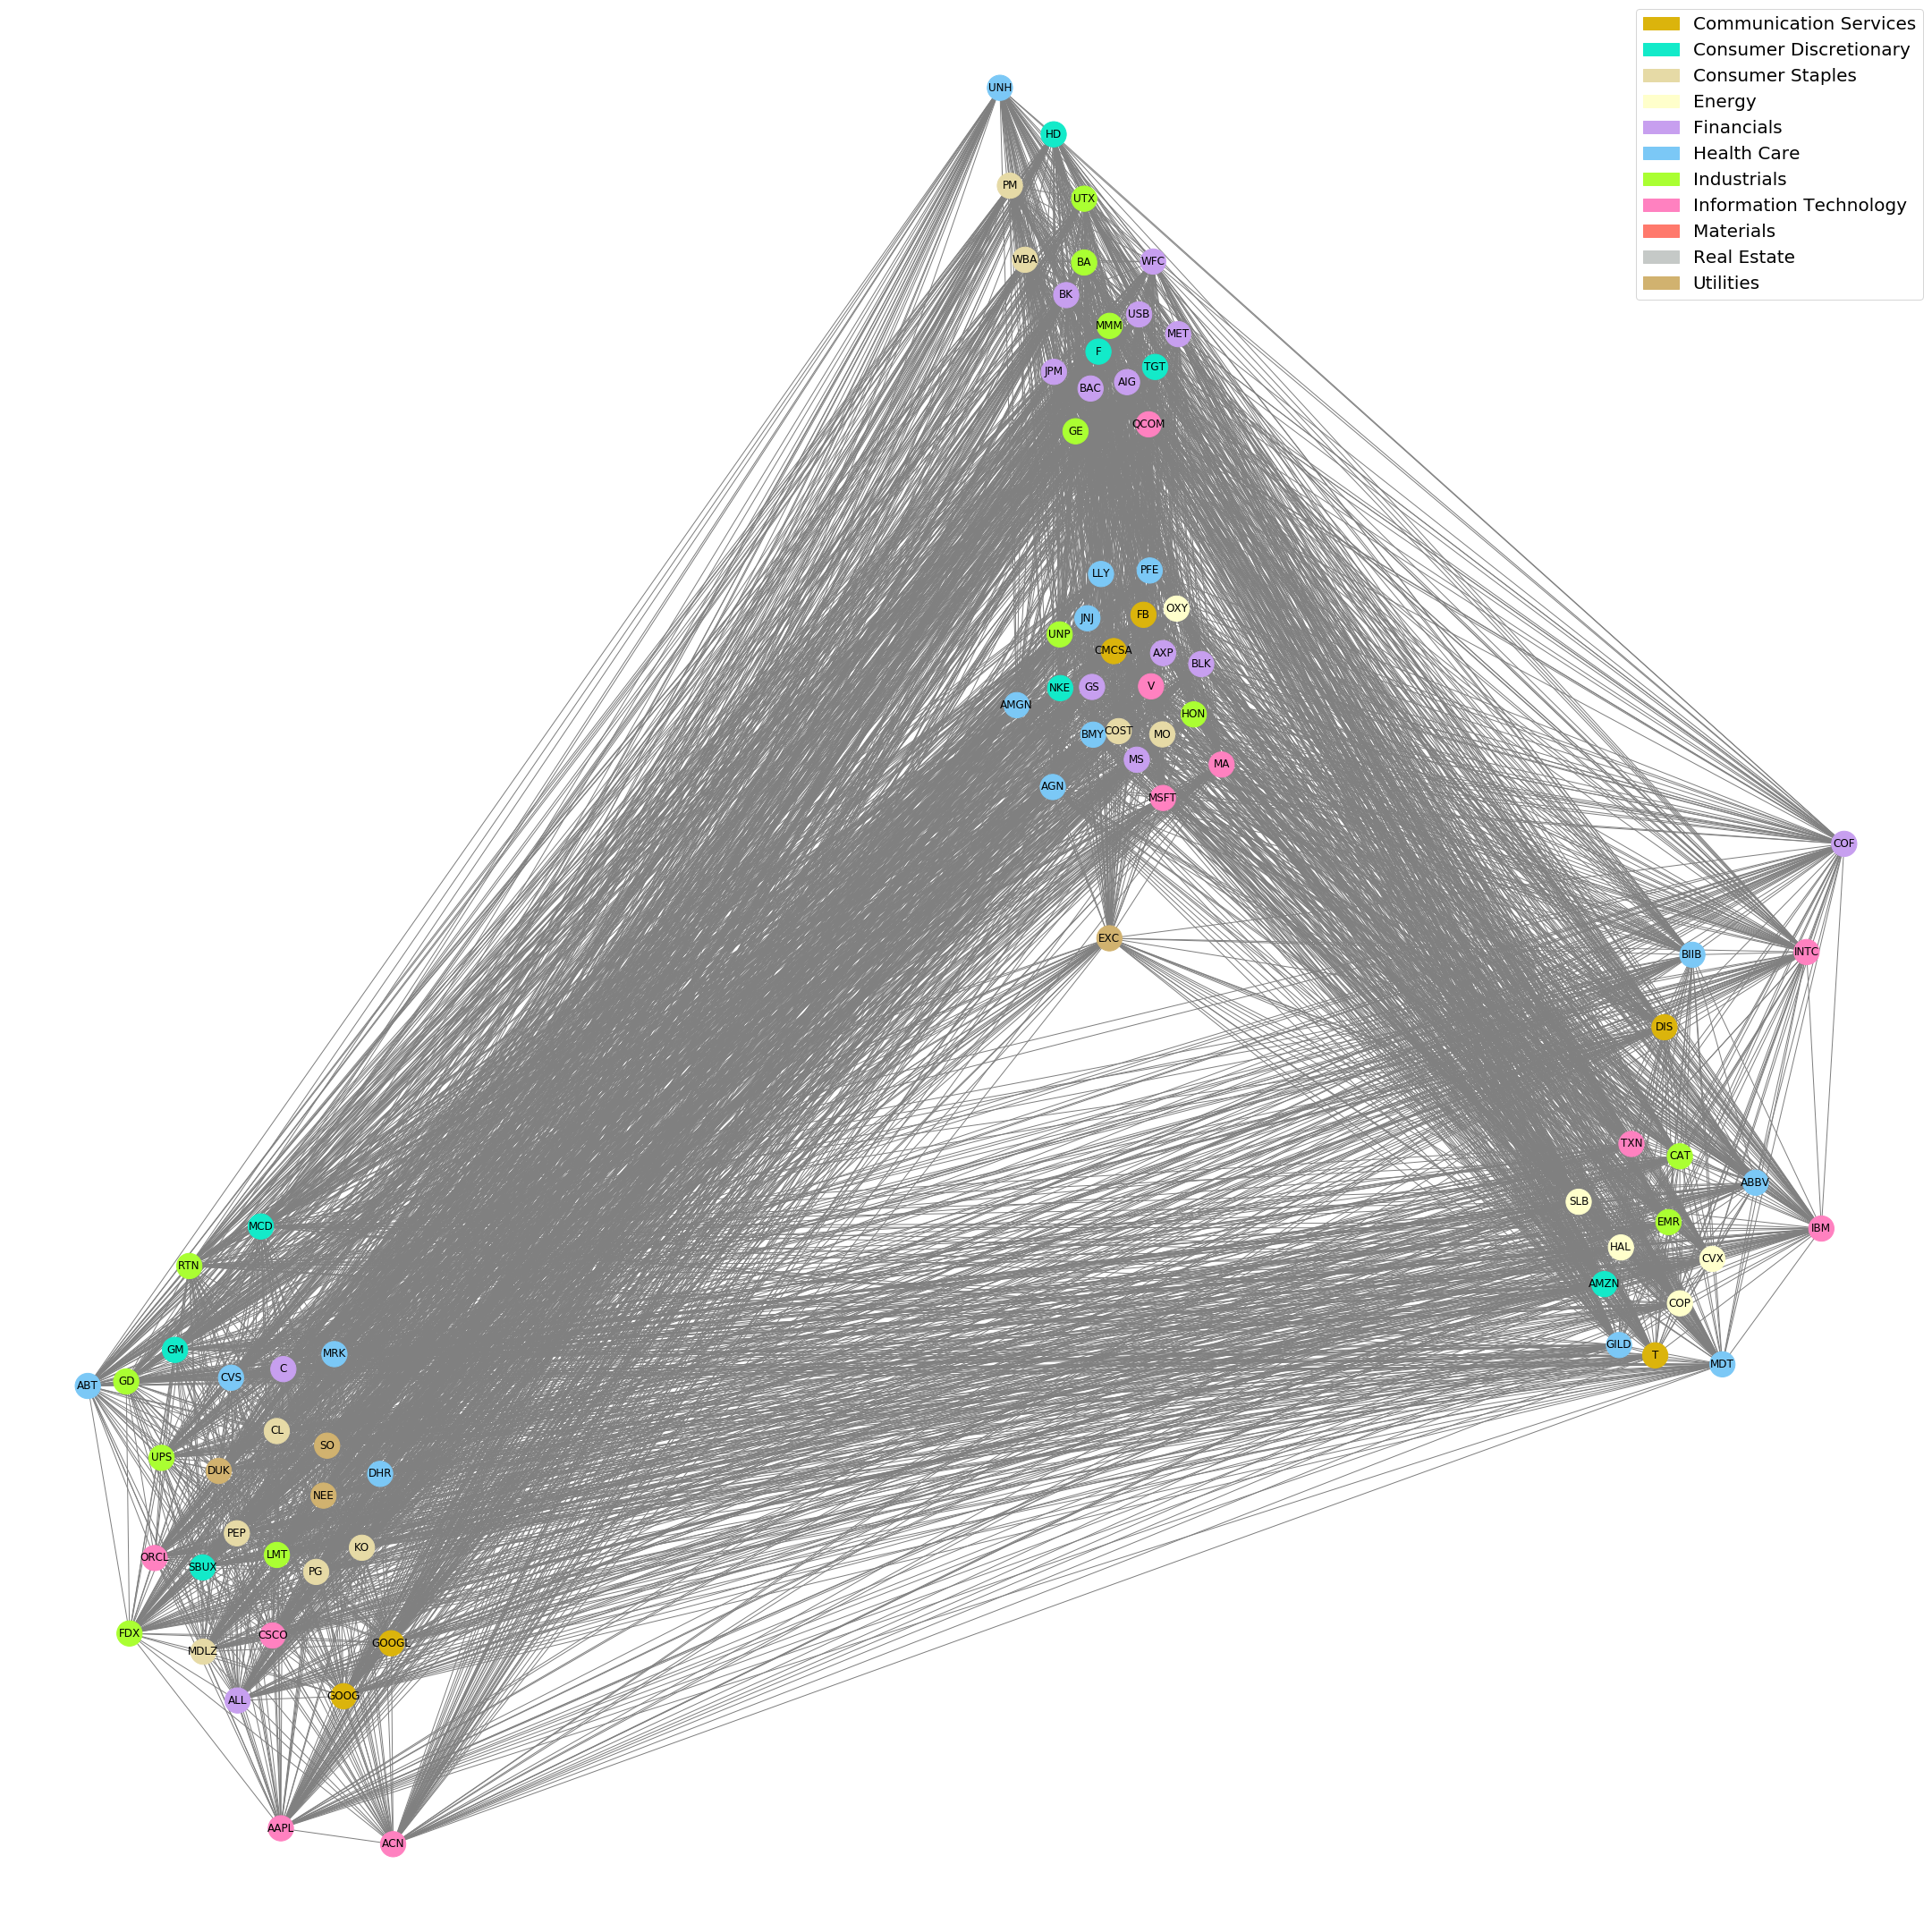 Communication Services
Consumer Discretionary
Consumer Staples
Energy
Financials
Health Care
Industrials
Information Technology
Materials
Real Estate
Utilities
UNH
HD
PM
UTX
WBA
BA
WFC
BK
USB
MMM
MET
F
TGT
JPM
BAC
AIG
QCOM
GE
LLY
PFE
OXY
JNJ
FB
UNP
CMCSA
AXP
BLK
NKE
GS
V
AMGN
HON
BMY
COST
MO
MS
MA
AGN
MSFT
COF
EXC
BIIB
INTC
DIS
TXN
CAT
ABBV
SLB
EMR
IBM
HAL
CVX
AMZN
COP
GILD
T
MDT
MCD
RTN
GM
MRK
C
CVS
GD
ABT
CL
SO
UPS
DUK
DHR
NEE
PEP
KO
LMT
ORCL
SBUX
PG
FDX
CSCO
GOOGL
MDLZ
GOOG
ALL
AAPL
ACN